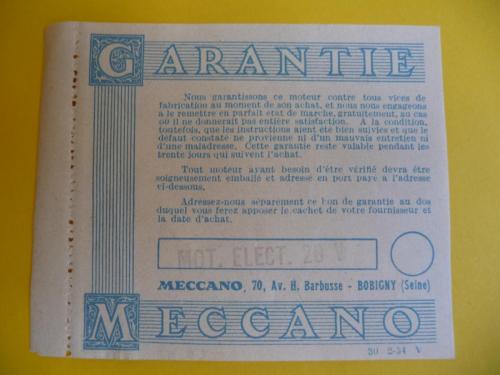 GARANTIE
Nous garantissons ce moteur contre tous vices de
fabrication au moment de son achat, et nous nous engageons
à le remettre en parfait état de marche, gratuitement, au cas
où il ne donnerait pas entière satisfaction. A la condition,
toutefois, que les instructions aient été bien suivies et que le
défaut constaté ne provienne ni d'un mauvais entretien ni
d'une maladresse. Cette garantie reste valable pendant les
trente jours qui suivent l'achat.
Tout moteur ayant besoin d'être vérifié devra être
soigneusement emballé et adressé en port payé à l'adresse
ci-dessous.
Adressez-nous séparément ce bon de garantie au dos
duquel vous ferez apposer le cachet de votre fournisseur et
la date d'achat.
MOT. ELECT. 20 V
MECCANO, 70, Av. H. Barbusse - BOBIGNY (Seine)
MECCANO